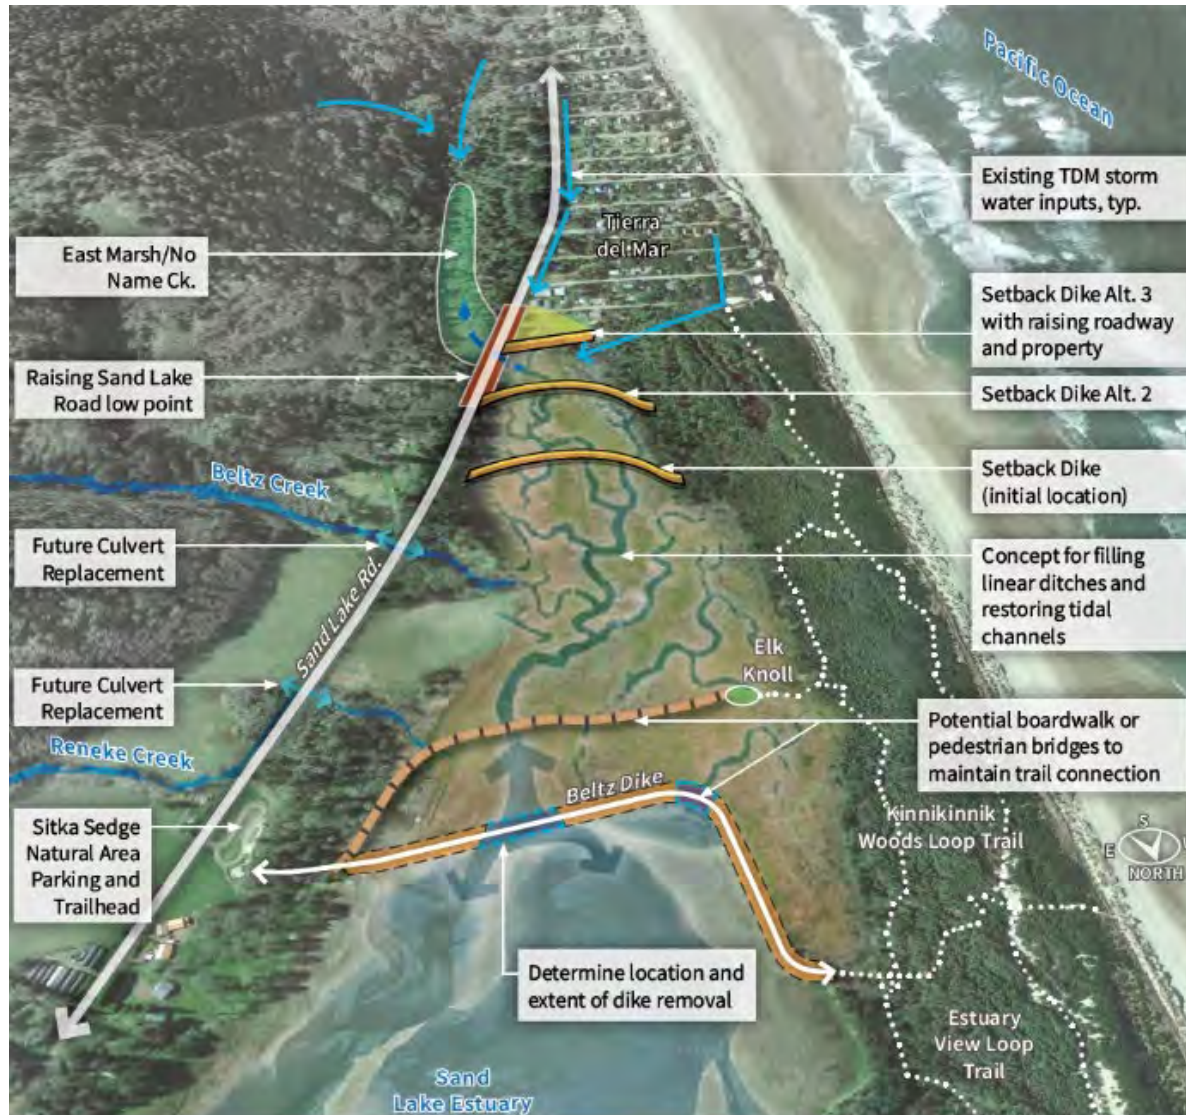 Pacific Ocean
Existing TDM storm
water inputs, typ.
Tierra
del Mar
East Marsh/No
Name Ck.
Setback Dike Alt. 3
with raising roadway
and property
Raising Sand Lake
Road low point
Setback Dike Alt. 2
Setback Dike
(initial location)
Beltz Creek
Future Culvert
Replacement
Concept for filling
linear ditches and
restoring tidal
channels
Sand Lake Rd.
Elk
Knoll
Future Culvert
Replacement
Potential boardwalk or
pedestrian bridges to
maintain trail connection
Reneke Creek
Beltz Dike
Kinnikinnik
Woods Loop Trail
Sitka Sedge
Natural Area
Parking and
Trailhead
S
E
NORTH
Determine location and
extent of dike removal
Estuary
View Loop
Trail
Sand
Lake Estuary